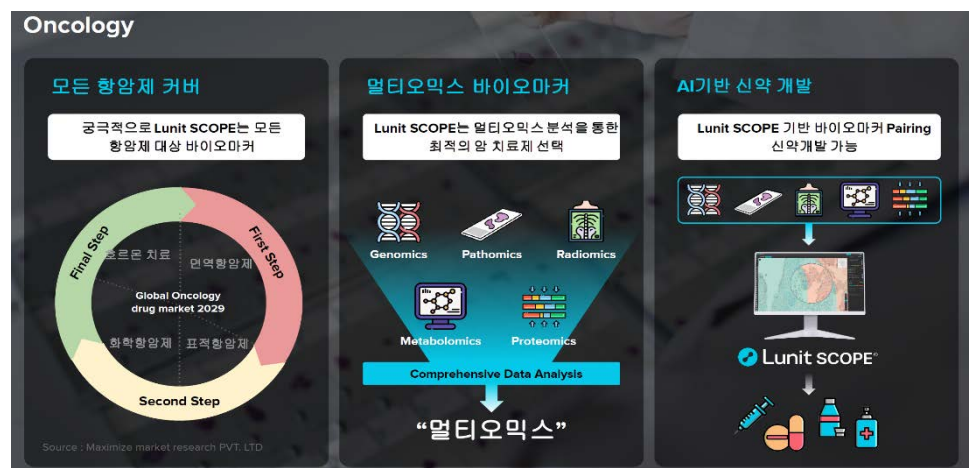 Oncology
모든 항암제 커버
궁극적으로 Lunit SCOPE는 모든
항암제 대상 바이오마커
Final Step
First Step
호르몬 치료
면역항암제
Global Oncology
drug market 2029
화학항암제
표적항암제
Second Step
Source : Maximize market research PVT. LTD
멀티오믹스 바이오마커
Lunit SCOPE는 멀티오믹스 분석을 통한
최적의 암 치료제 선택
Genomics
Pathomics
Radiomics
Metabolomics
Proteomics
Comprehensive Data Analysis
“멀티오믹스”
AI기반 신약 개발
Lunit SCOPE 기반 바이오마커 Pairing
신약개발 가능
Lunit SCOPE®